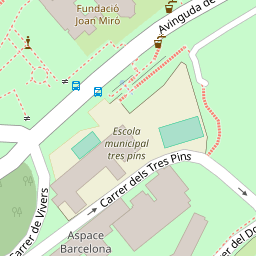 Fundació
Joan Miró
Avinguda de
Escola
municipal
tres pins
Carrer dels Tres Pins
Carrer de Vivers
Aspace
Barcelona
Carrer del Do